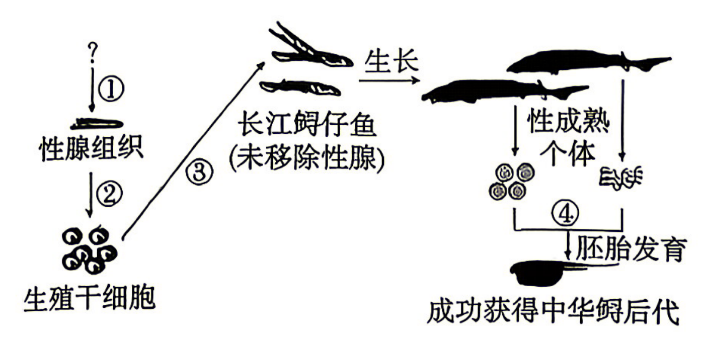 ?
①
性腺组织
②
生殖干细胞
③
长江鲟仔鱼
(未移除性腺)
生长
性成熟
个体
④
胚胎发育
成功获得中华鲟后代